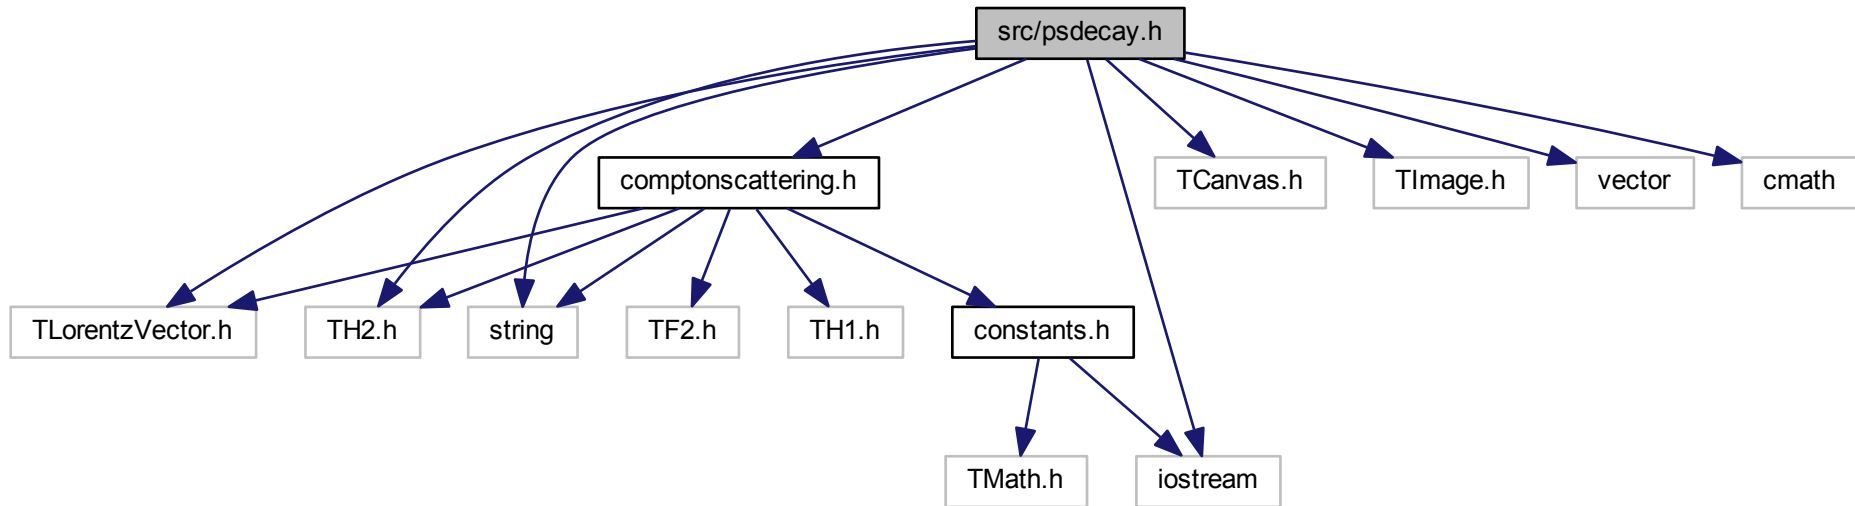 src/psdecay.h
comptonscattering.h
TCanvas.h
TImage.h
vector
cmath
TLorentzVector.h
TH2.h
string
TF2.h
TH1.h
constants.h
TMath.h
iostream